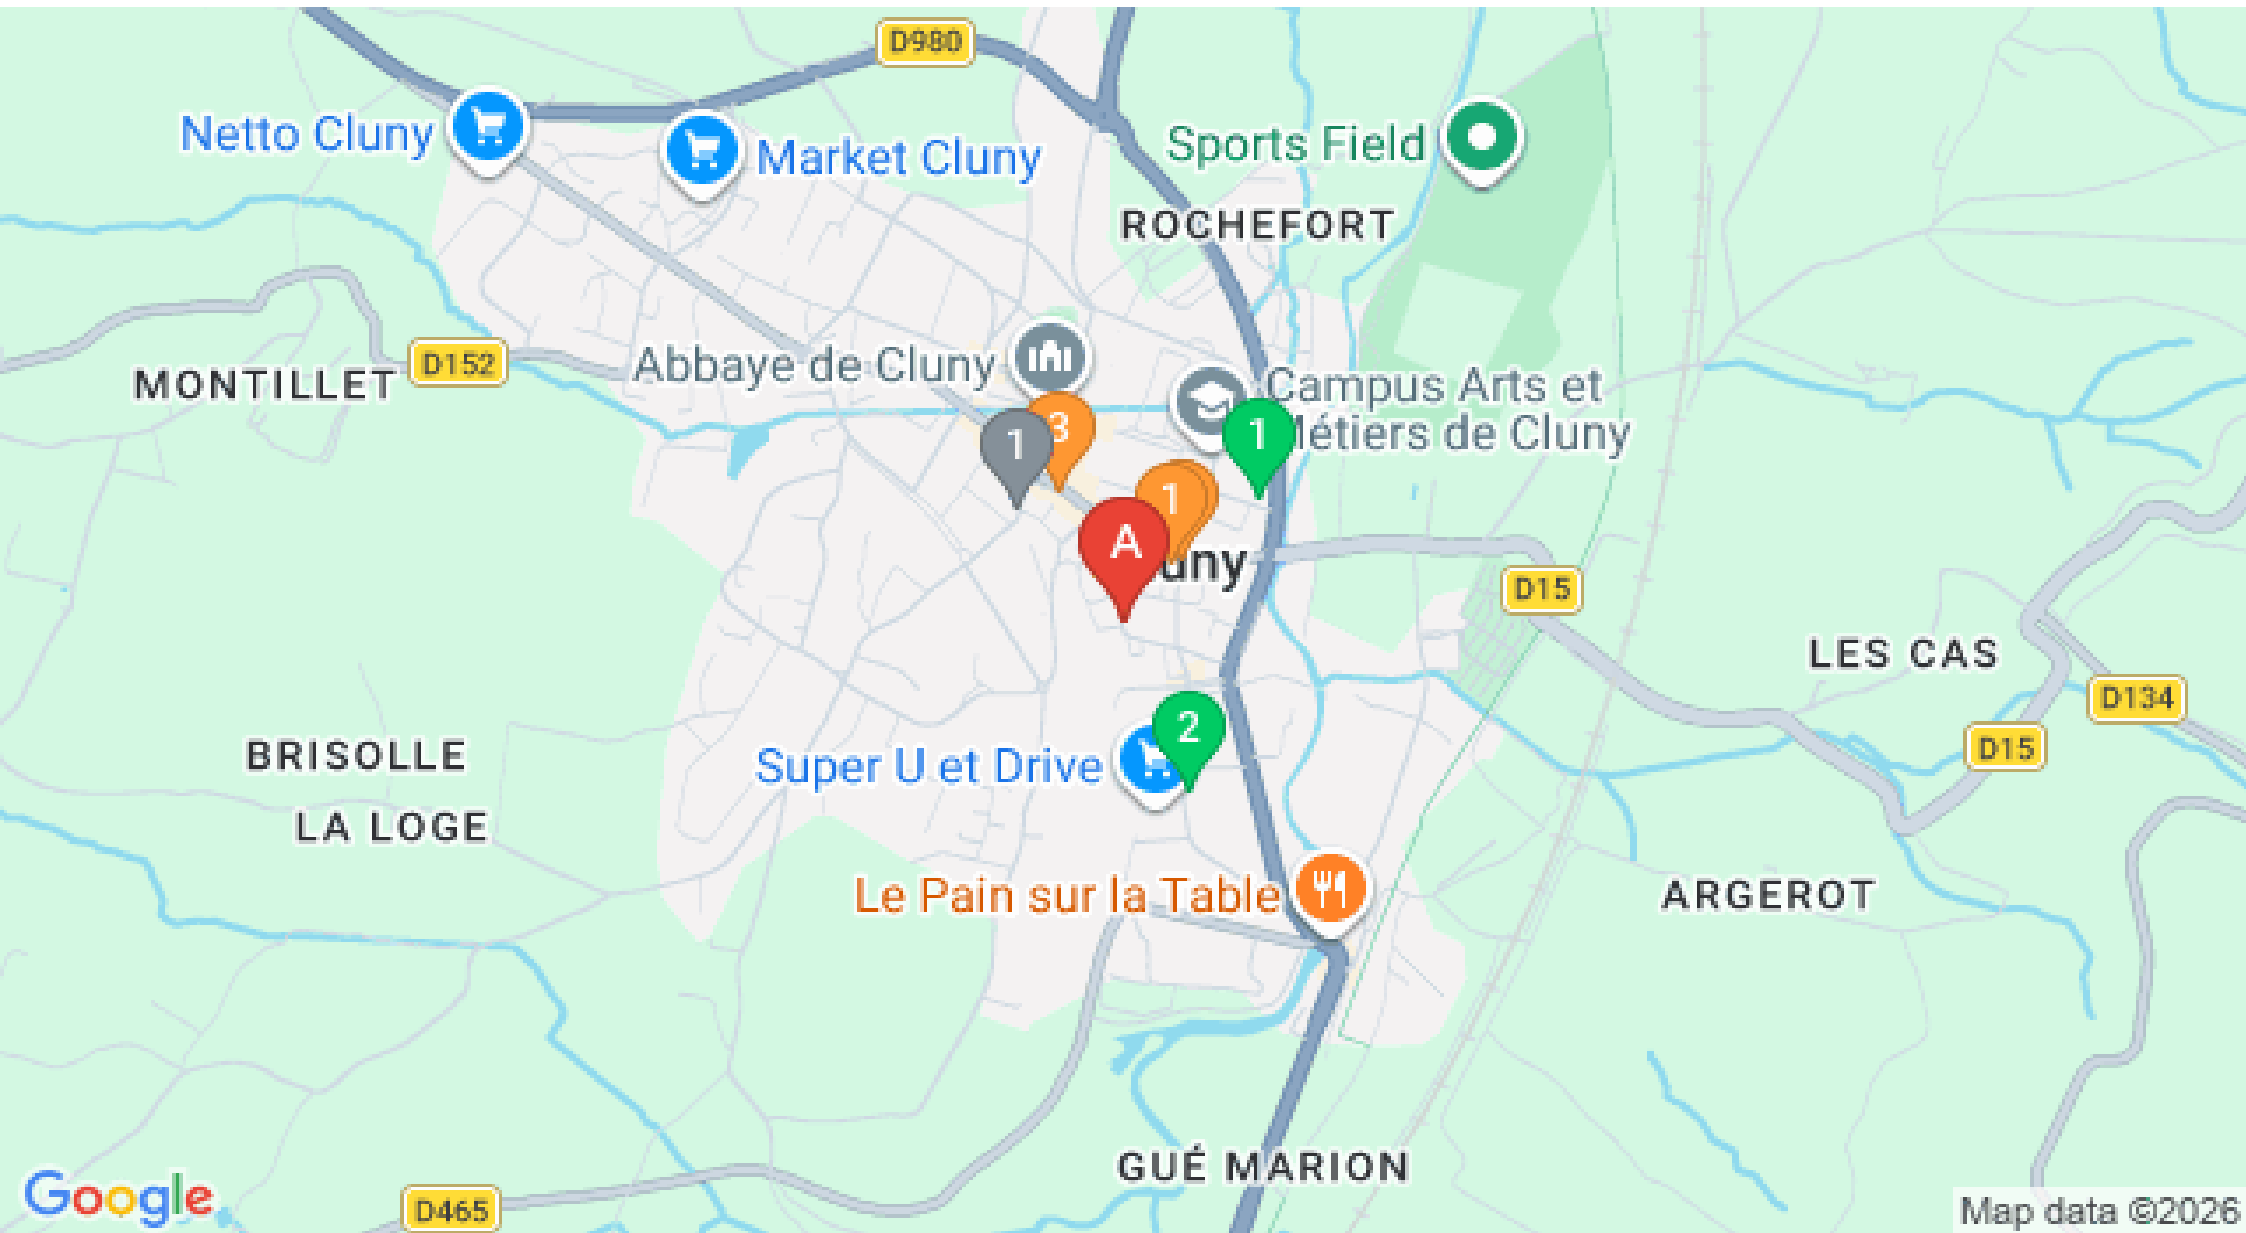 D980
Netto Cluny
Market Cluny
Sports Field
ROCHEFORT
Abbaye de Cluny
D152
MONTILLET
Campus Arts et
Métiers de Cluny
3
1
1
1
A
D15
LES CAS
D134
2
D15
BRISOLLE
Super U et Drive
LA LOGE
Le Pain sur la Table
ARGEROT
GUÉ MARION
Google
D465
Map data ©2026